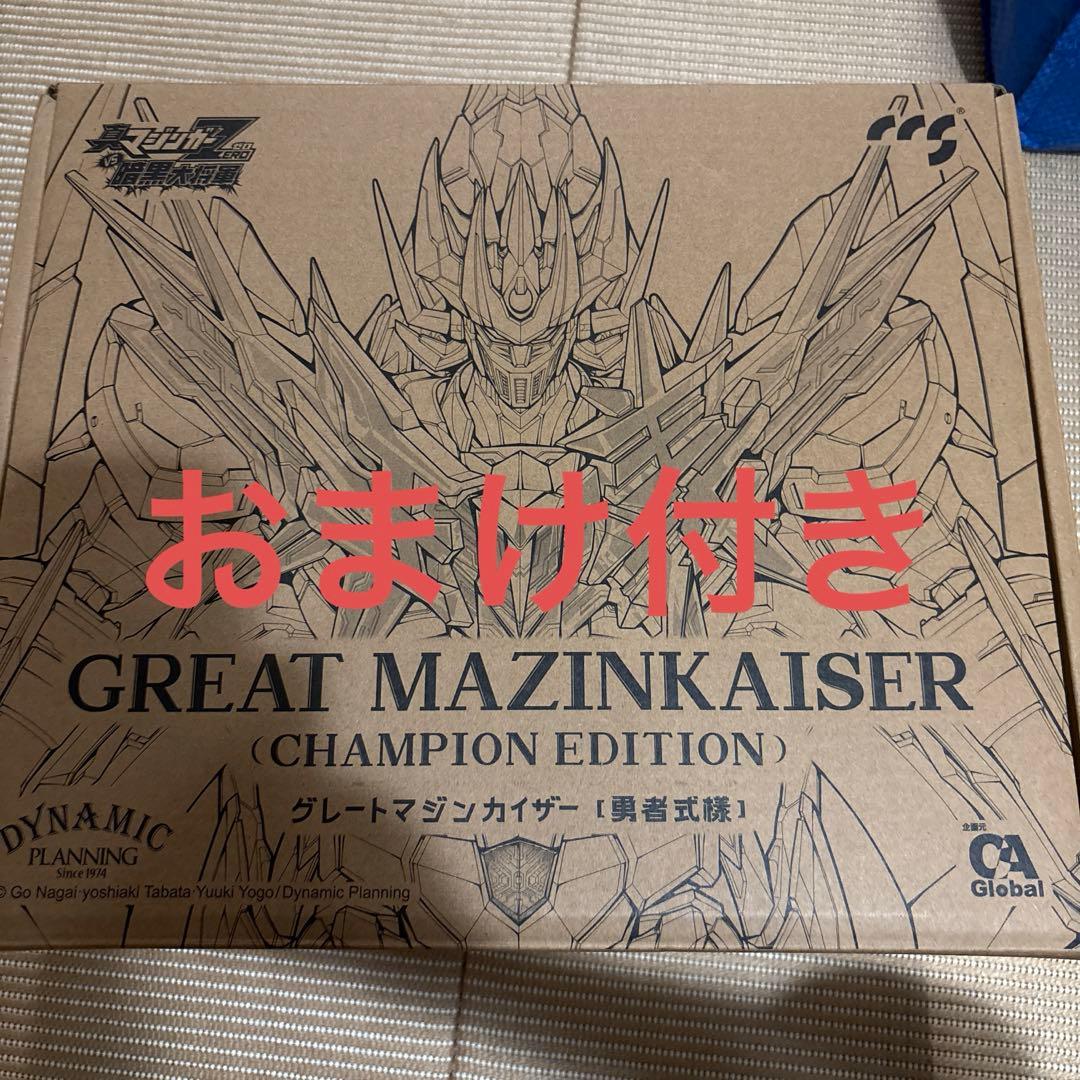 真マジンガーZERO
VS
暗黒大将軍
CCS®
おまけ付き
GREAT MAZINKAISER
(CHAMPION EDITION)
グレートマジンカイザー [勇者式様]
DYNAMIC
PLANNING
Since 1974
© Go Nagai·yoshiaki Tabata·Yuuki Yogo/Dynamic Planning
企画元
CA
Global